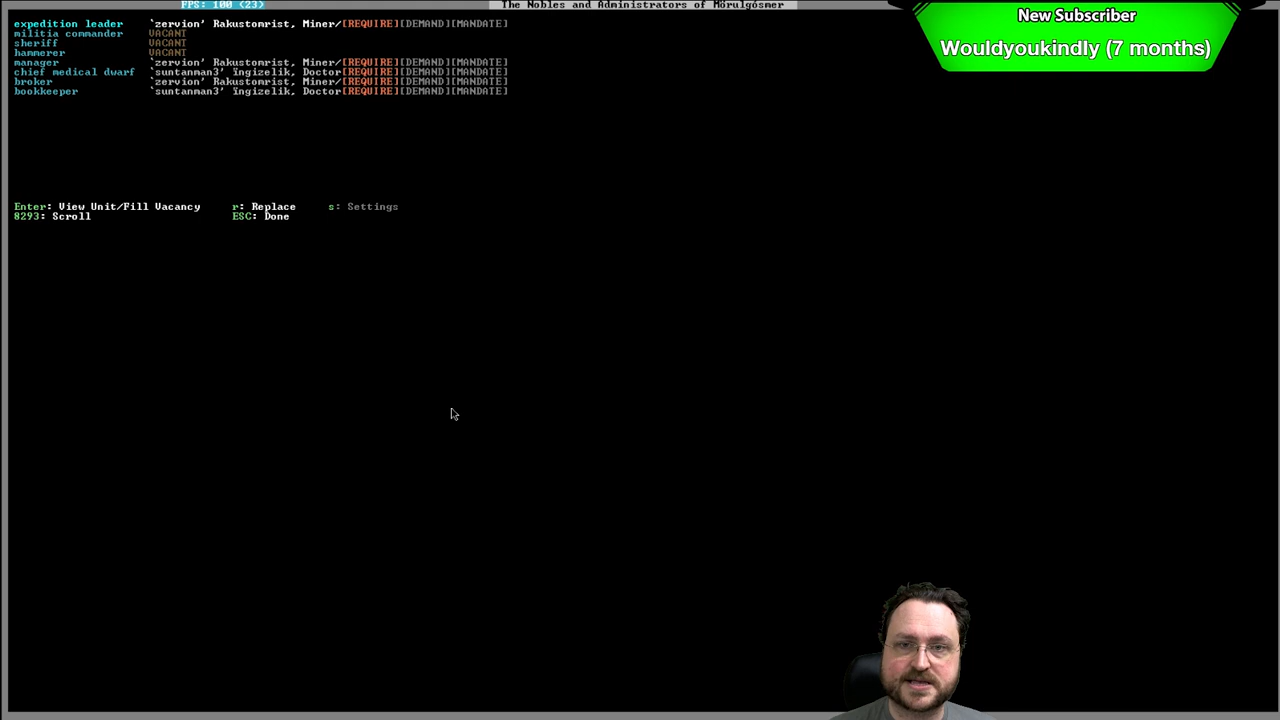 FPS: 100 (23)
The Nobles and Administrators of Mörulgósmer
expedition leader `zervion' Rakustomrist, Miner/[REQUIRE][DEMAND][MANDATE]
militia commander VACANT
sheriff VACANT
hammerer VACANT
manager `zervion' Rakustomrist, Miner/[REQUIRE][DEMAND][MANDATE]
chief medical dwarf `suntanman3' Ïngizelik, Doctor[REQUIRE][DEMAND][MANDATE]
broker `zervion' Rakustomrist, Miner/[REQUIRE][DEMAND][MANDATE]
bookkeeper `suntanman3' Ïngizelik, Doctor[REQUIRE][DEMAND][MANDATE]
Enter: View Unit/Fill Vacancy r: Replace s: Settings
8293: Scroll ESC: Done
New Subscriber
Wouldyoukindly (7 months)